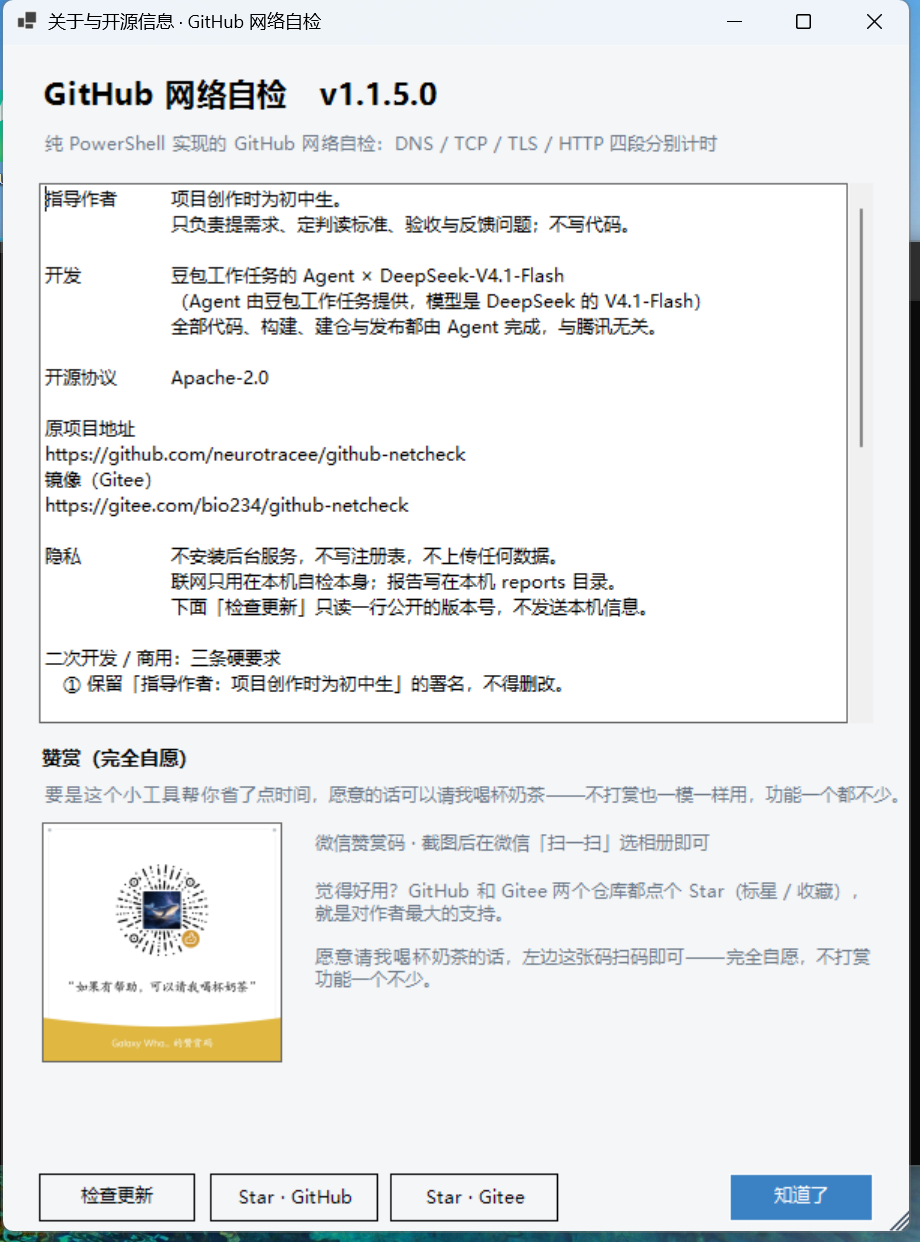 关于与开源信息 · GitHub 网络自检
GitHub 网络自检 v1.1.5.0
纯 PowerShell 实现的 GitHub 网络自检：DNS / TCP / TLS / HTTP 四段分别计时
指导作者 项目创作时为初中生。
只负责提需求、定判读标准、验收与反馈问题；不写代码。
开发 豆包工作任务的 Agent × DeepSeek-V4.1-Flash
（Agent 由豆包工作任务提供，模型是 DeepSeek 的 V4.1-Flash）
全部代码、构建、建仓与发布都由 Agent 完成，与腾讯无关。
开源协议 Apache-2.0
原项目地址
https://github.com/neurotracee/github-netcheck
镜像（Gitee）
https://gitee.com/bio234/github-netcheck
隐私 不安装后台服务，不写注册表，不上传任何数据。
联网只用在本机自检本身；报告写在本机 reports 目录。
下面「检查更新」只读一行公开的版本号，不发送本机信息。
二次开发 / 商用：三条硬要求
① 保留「指导作者：项目创作时为初中生」的署名，不得删改。
赞赏（完全自愿）
要是这个小工具帮你省了点时间，愿意的话可以请我喝杯奶茶——不打赏也一模一样用，功能一个都不少。
微信赞赏码 · 截图后在微信「扫一扫」选相册即可
觉得好用？GitHub 和 Gitee 两个仓库都点个 Star（标星 / 收藏），
就是对作者最大的支持。
愿意请我喝杯奶茶的话，左边这张码扫码即可——完全自愿，不打赏
功能一个不少。
“如果有帮助，可以请我喝杯奶茶”
Galaxy Wha.. 的赞赏码
检查更新
Star · GitHub
Star · Gitee
知道了